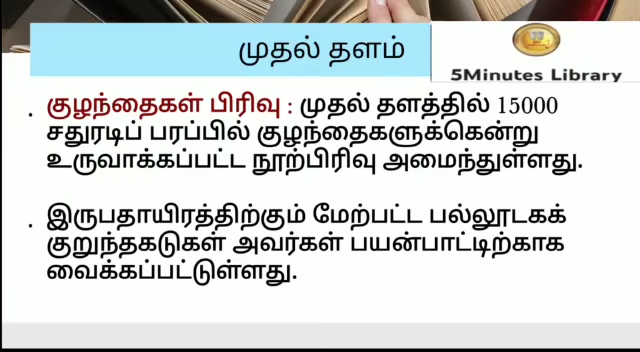 முதல் தளம்
5Minutes Library
. குழந்தைகள் பிரிவு : முதல் தளத்தில் 15000
சதுரடிப் பரப்பில் குழந்தைகளுக்கென்று
உருவாக்கப்பட்ட நூற்பிரிவு அமைந்துள்ளது.
. இருபதாயிரத்திற்கும் மேற்பட்ட பல்லூடகக்
குறுந்தகடுகள் அவர்கள் பயன்பாட்டிற்காக
வைக்கப்பட்டுள்ளது.